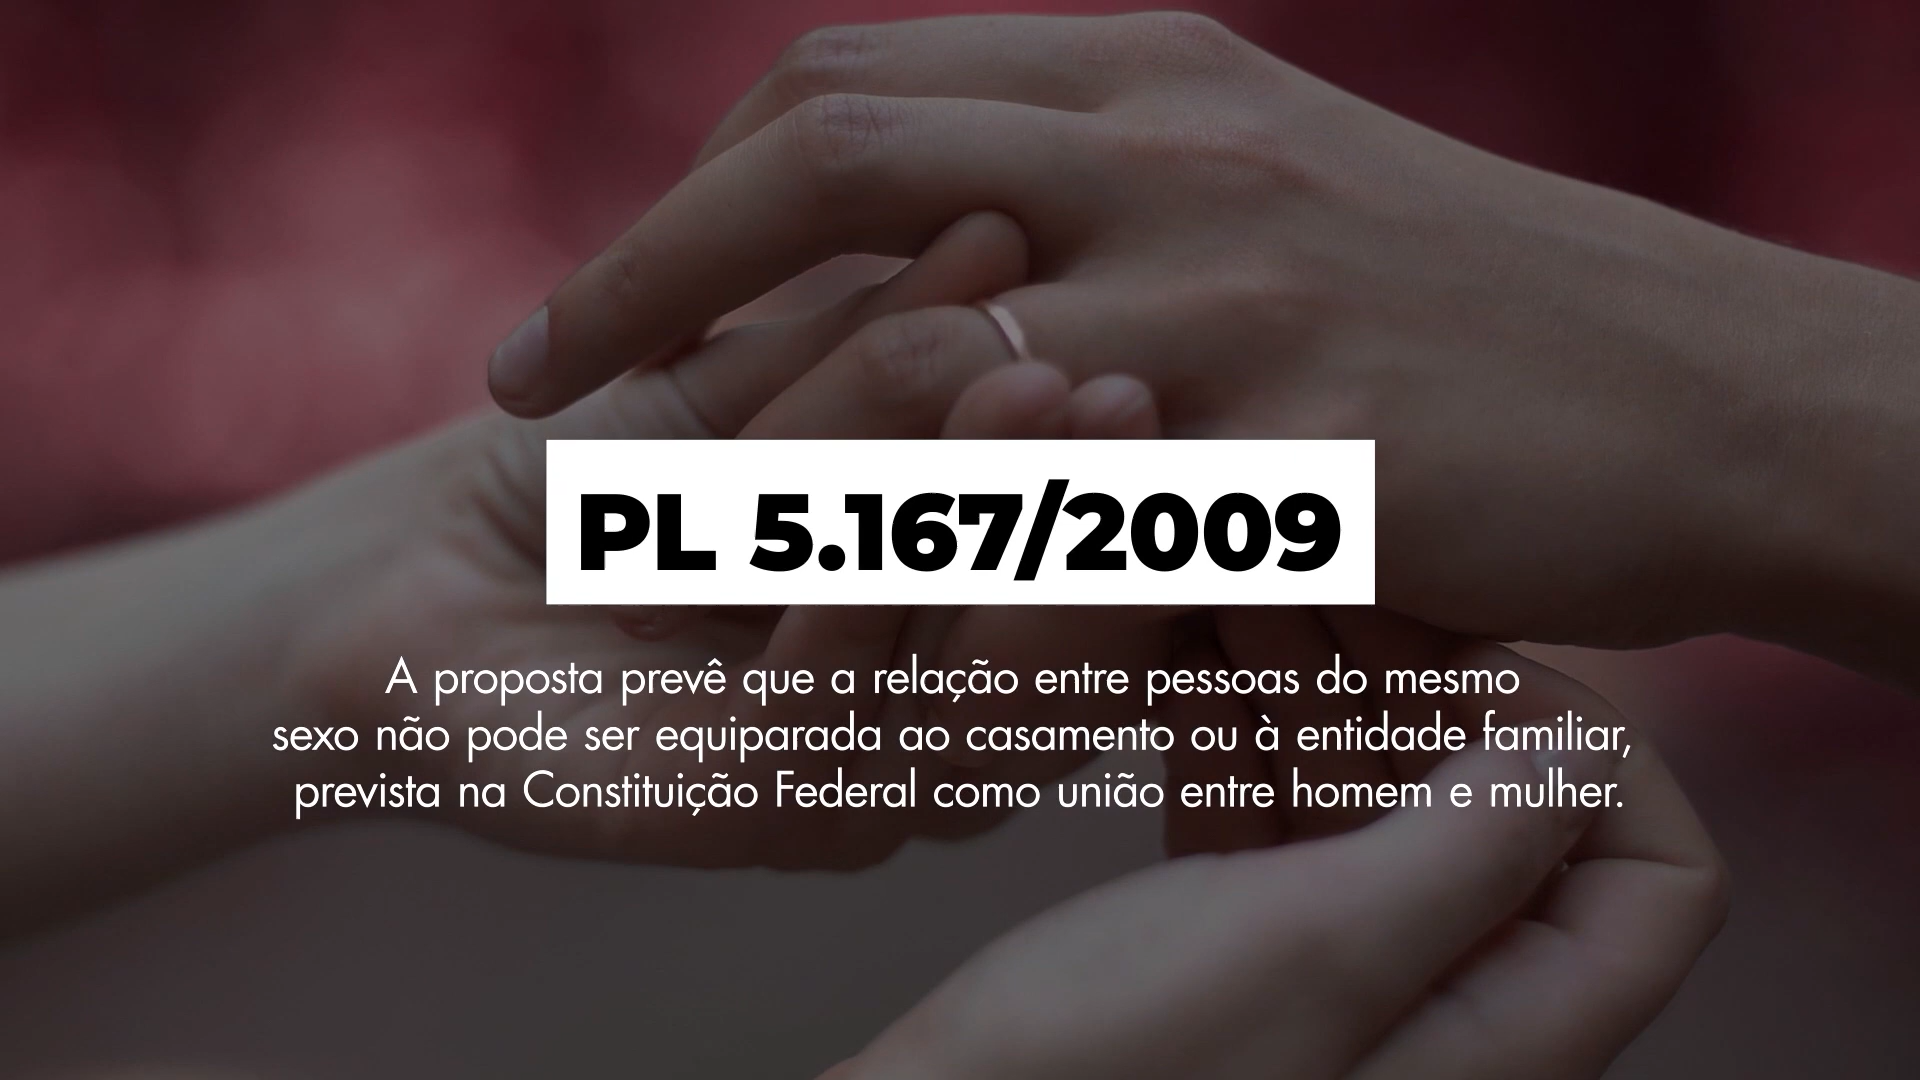 PL 5.167/2009
A proposta prevê que a relação entre pessoas do mesmo
sexo não pode ser equiparada ao casamento ou à entidade familiar,
prevista na Constituição Federal como união entre homem e mulher.